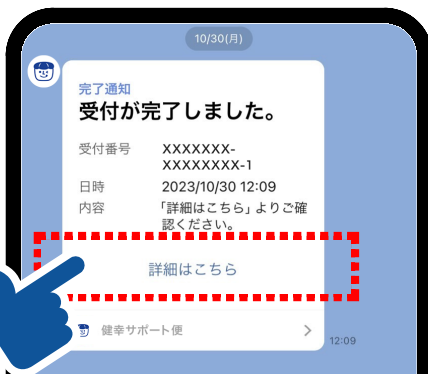 10/30(月)
完了通知
受付が完了しました。
受付番号 XXXXXXX-
XXXXXXXX-1
日時 2023/10/30 12:09
内容 「詳細はこちら」よりご確
認ください。
詳細はこちら
健幸サポート便
12:09